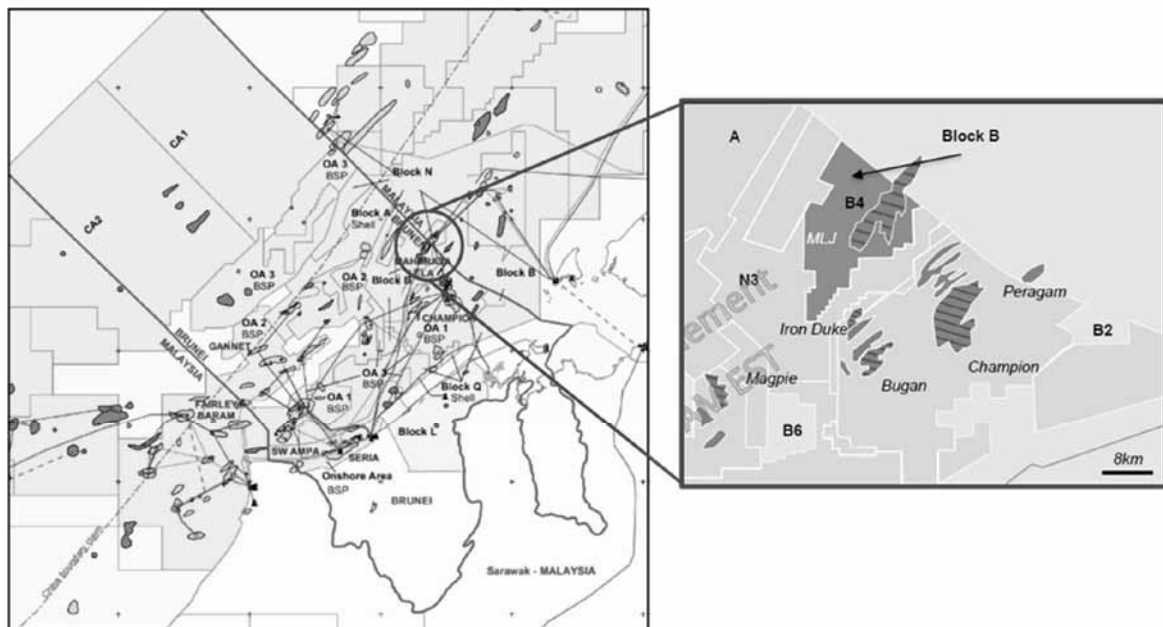 CA1
CA2
OA 3
BSP
Block N
MALAYSIA
BRUNEI
Block A
Shell
OA 3
BSP
OA 2
BSP
Block B
Block B
OA 2
BSP
GANNET
BRUNEI
MALAYSIA
CHAMPION
OA 1
BSP
OA 3
BSP
Block Q
Shell
FAIRLEY
BARAM
OA 1
BSP
Block L
SW AMPA
SERIA
Onshore Area
BSP
BRUNEI
Sarawak - MALAYSIA
A
Block B
B4
MLJ
N3
Peragam
Iron Duke
B2
Champion
Magpie
Bugan
B6
8km